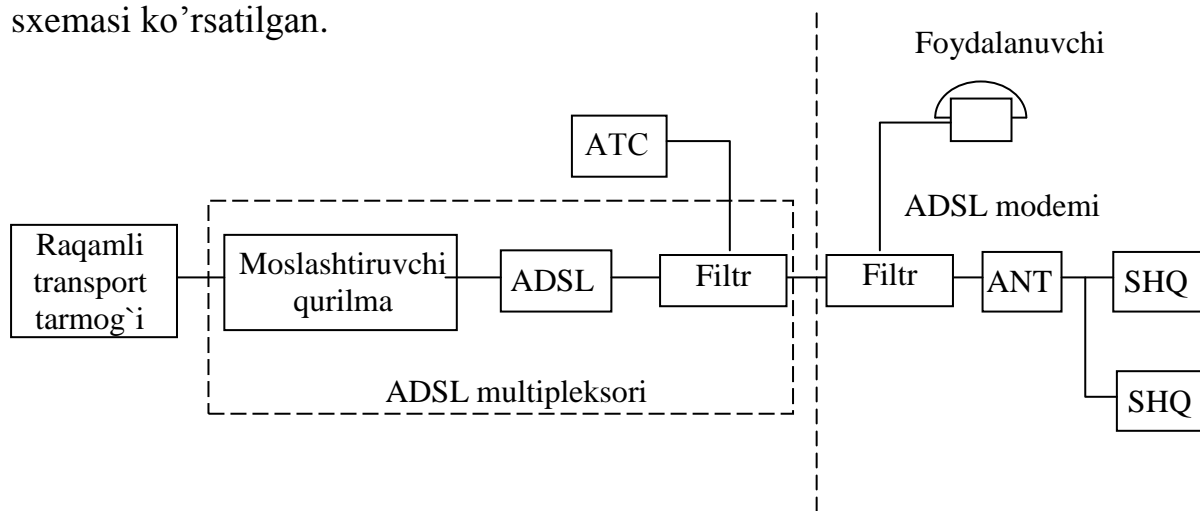 sxemasi ko’rsatilgan.
Foydalanuvchi
ATC
ADSL modemi
Raqamli
transport
tarmog`i
Moslashtiruvchi
qurilma
ADSL
Filtr
Filtr
ANT
SHQ
ADSL multipleksori
SHQ